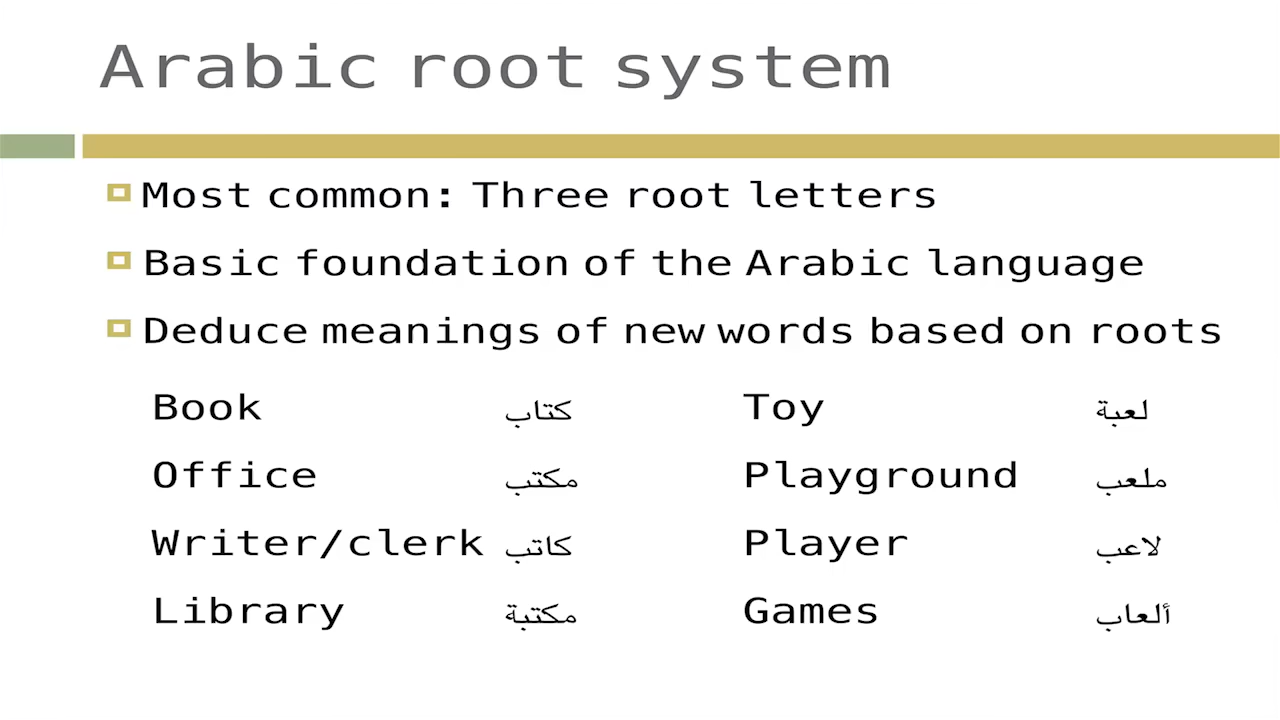 Arabic root system
Most common: Three root letters
Basic foundation of the Arabic language
Deduce meanings of new words based on roots
Book كتاب Toy لعبة
Office مكتب Playground ملعب
Writer/clerk كاتب Player لاعب
Library مكتبة Games ألعاب